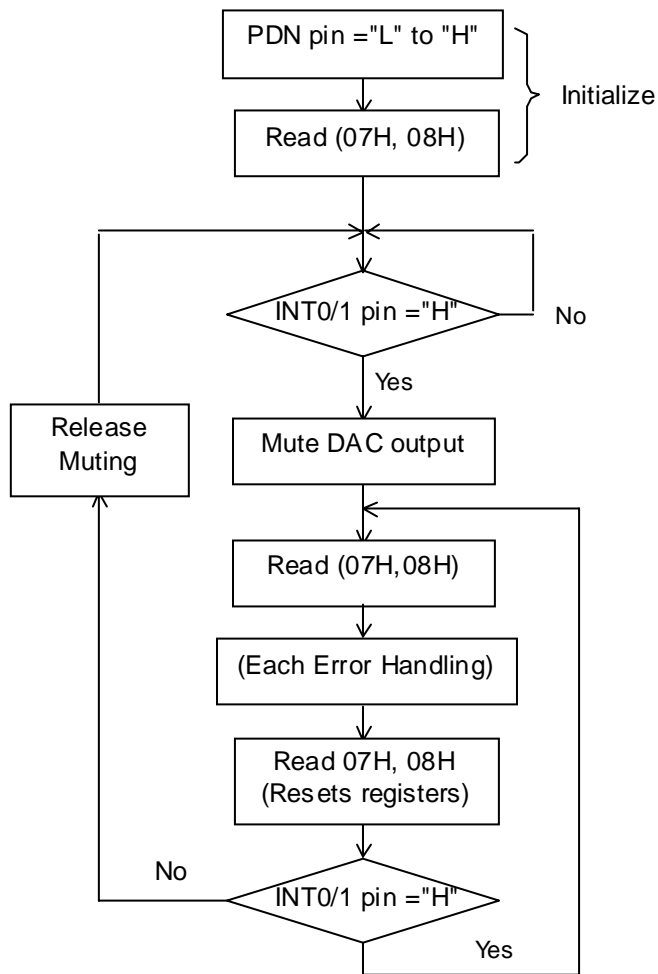 PDN pin ="L" to "H"
Initialize
Read (07H, 08H)
INT0/1 pin ="H"
No
Yes
Release
Muting
Mute DAC output
Read (07H,08H)
(Each Error Handling)
Read 07H, 08H
(Resets registers)
No
INT0/1 pin ="H"
Yes